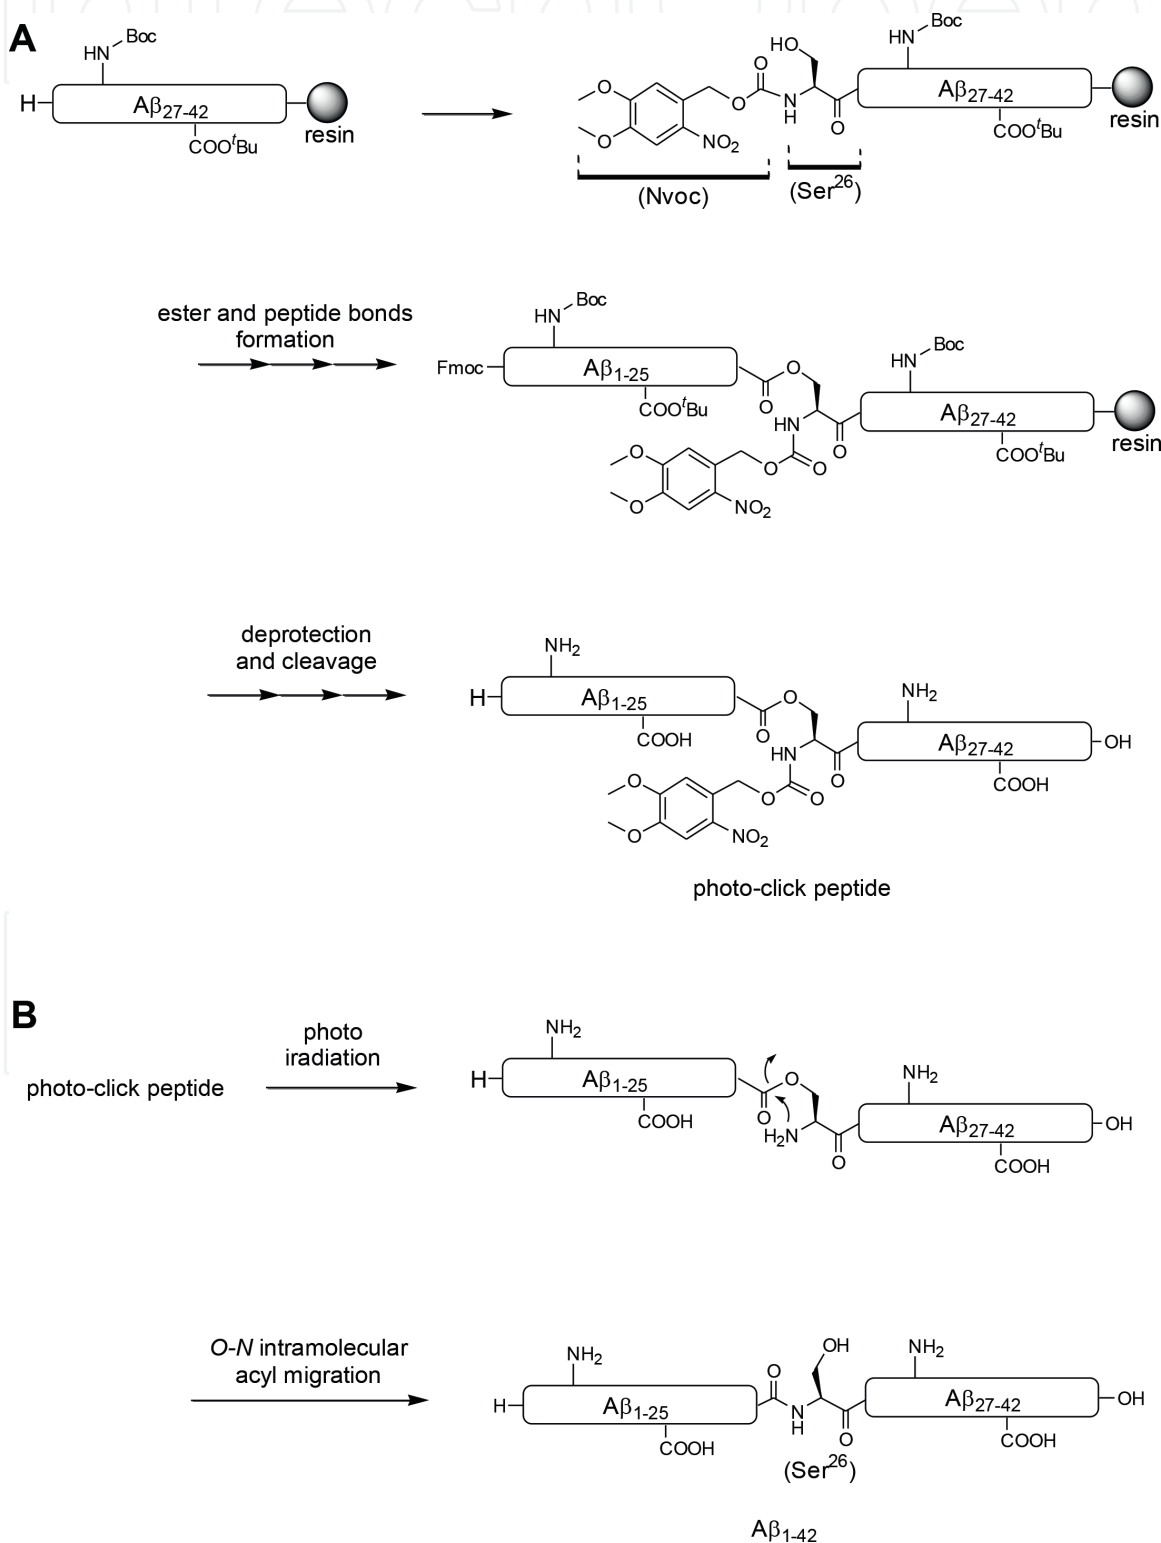 A
HN Boc
H Aβ27-42
COOtBu
resin
HO
HN Boc
O O O O N H O
NO2
Aβ27-42
COOtBu
resin
(Nvoc) (Ser26)
ester and peptide bonds
formation
HN Boc
Fmoc Aβ1-25
COOtBu
O O
HN O
HN Boc
Aβ27-42
COOtBu
resin
O O O O
NO2
deprotection
and cleavage
NH2
H Aβ1-25
COOH
O O
HN O
NH2
Aβ27-42 OH
COOH
O O O O
NO2
photo-click peptide
B
photo-click peptide
photo
iradiation
NH2
H Aβ1-25
COOH
O O
H2N O
NH2
Aβ27-42 OH
COOH
O-N intramolecular
acyl migration
NH2
H Aβ1-25
COOH
O N H O
OH
NH2
Aβ27-42 OH
COOH
(Ser26)
Aβ1-42